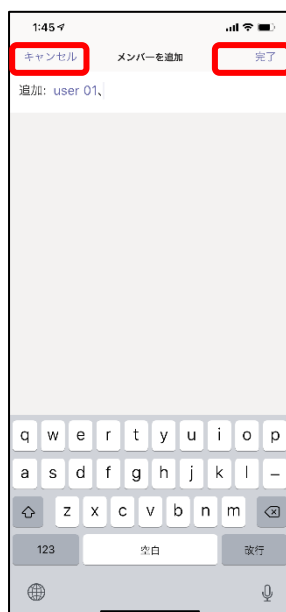 1:45
キャンセル メンバーを追加 完了
追加: user 01、
q w e r t y u i o p
a s d f g h j k l –
z x c v b n m
123 空白 改行